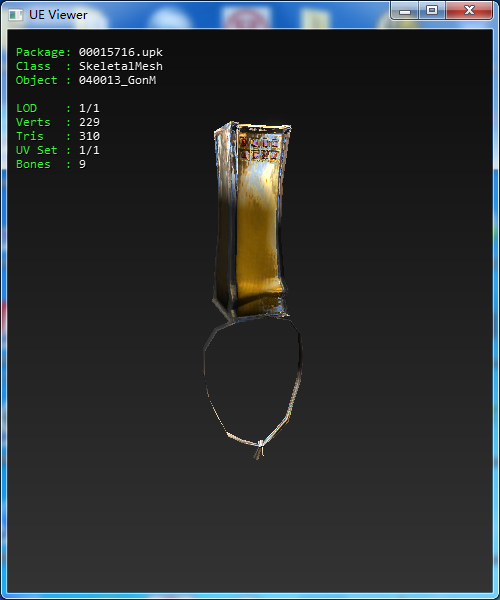 UE Viewer
Package: 00015716.upk
Class : SkeletalMesh
Object : 040013_GonM
LOD : 1/1
Verts : 229
Tris : 310
UV Set : 1/1
Bones : 9